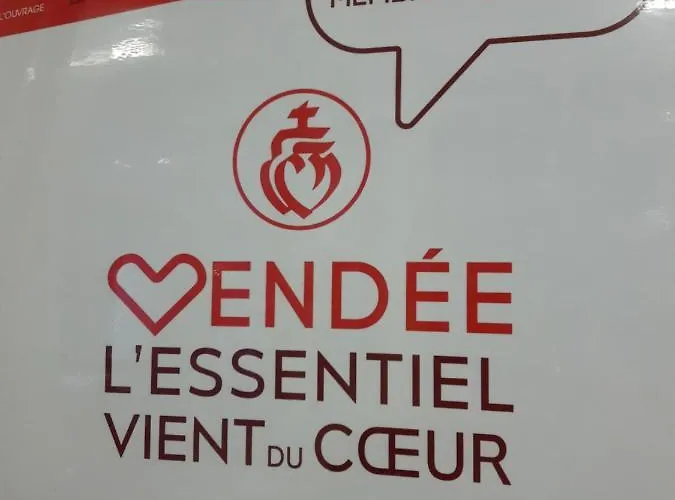 L'OUVRAGE
VENDÉE
L'ESSENTIEL
VIENT DU CŒUR